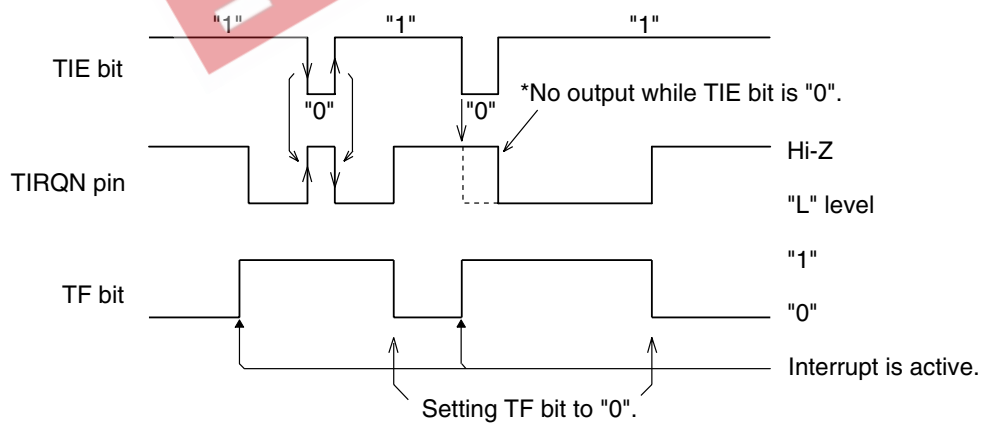 "1" "1" "1"
TIE bit
"0" "0" *No output while TIE bit is "0".
Hi-Z
TIRQN pin
"L" level
"1"
TF bit
"0"
Interrupt is active.
Setting TF bit to "0".